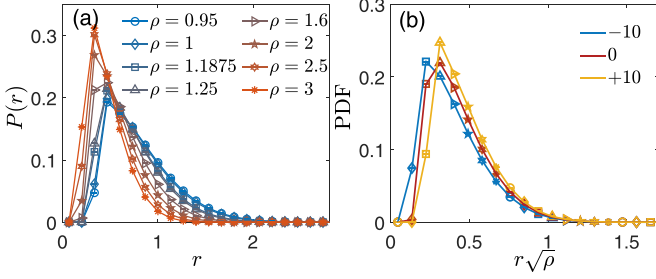 (a)
ρ = 0.95
ρ = 1
ρ = 1.1875
ρ = 1.25
ρ = 1.6
ρ = 2
ρ = 2.5
ρ = 3
P(r)
0.3
0.2
0.1
0
0 1 2
r
(b)
−10
0
+10
PDF
0.3
0.2
0.1
0
0 0.5 1 1.5
r√ρ